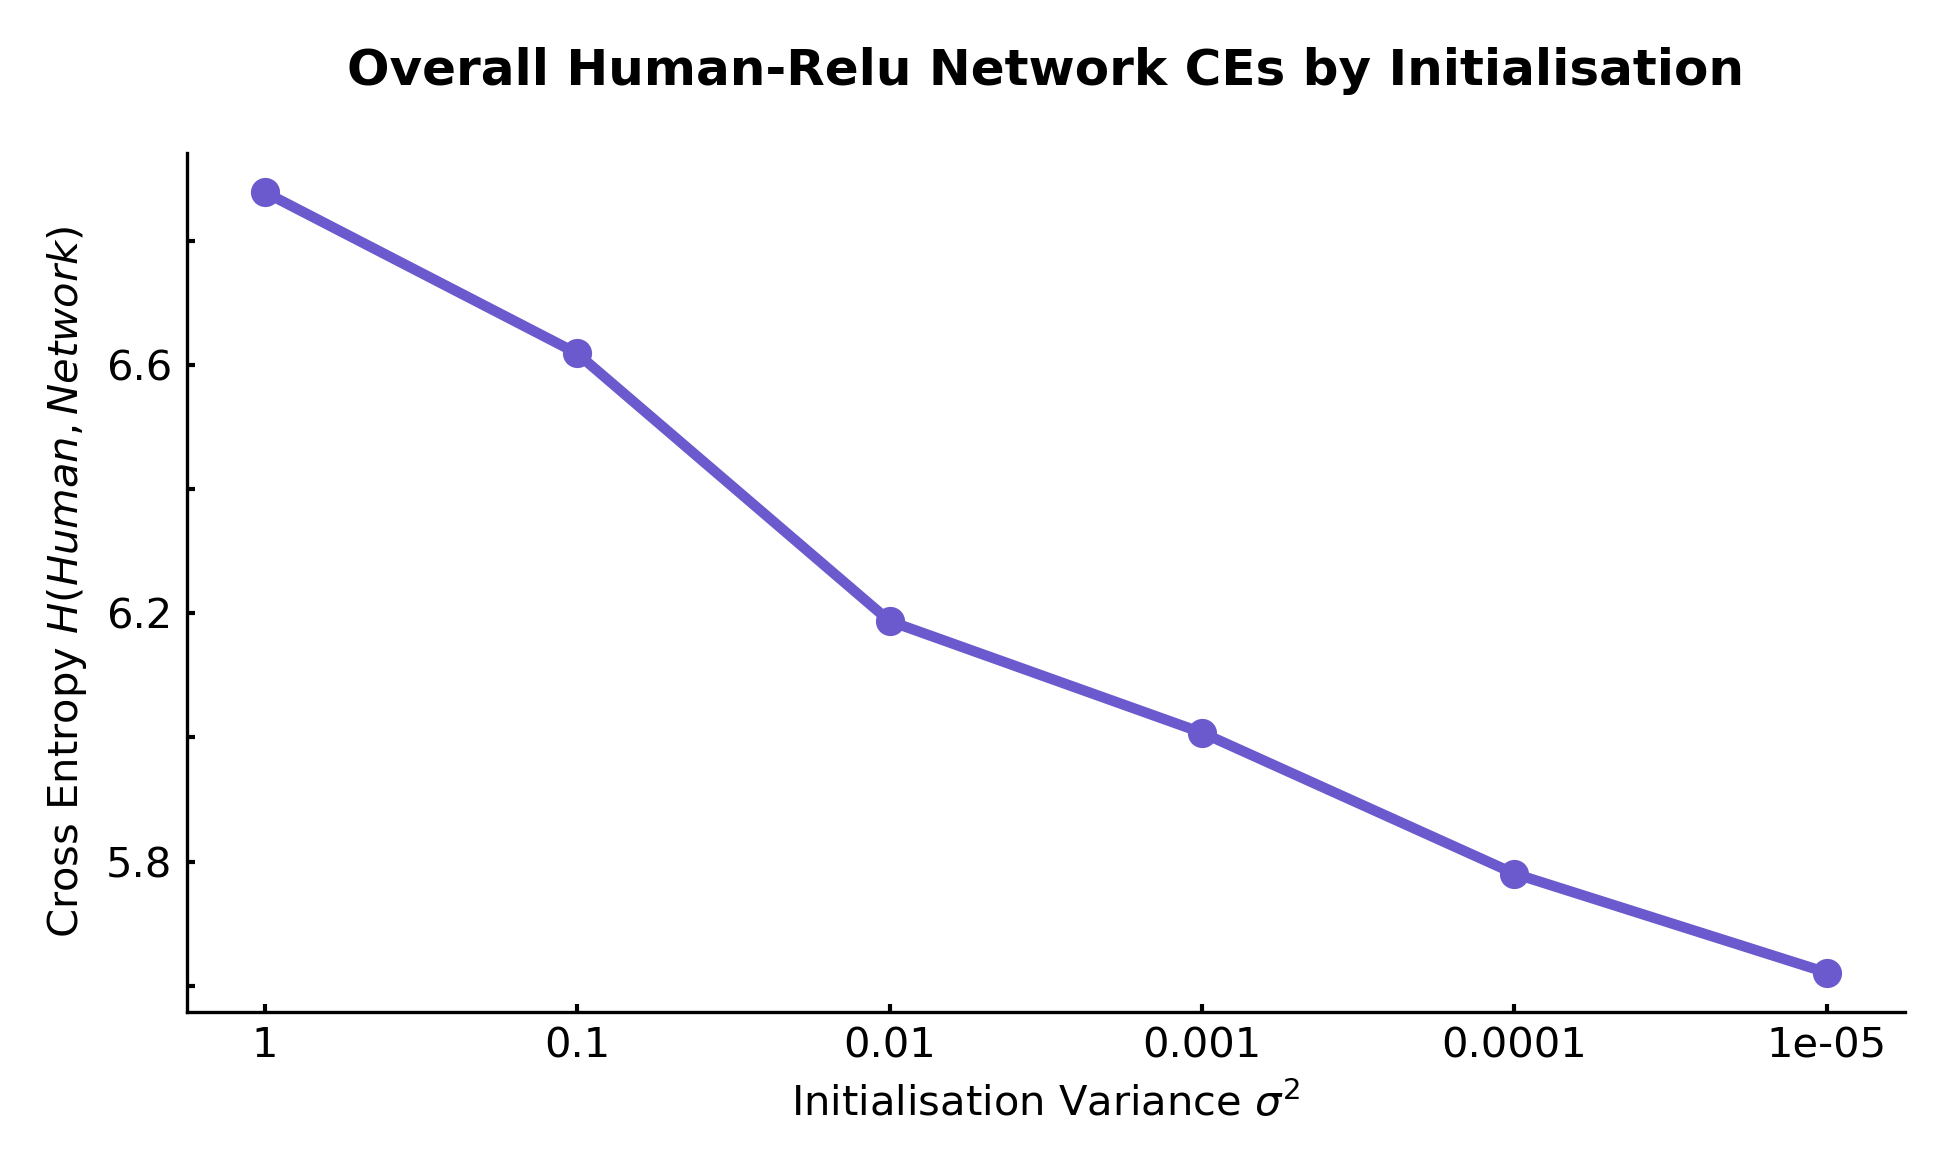 Overall Human-Relu Network CEs by Initialisation
Cross Entropy H(Human, Network)
6.6
6.2
5.8
1 0.1 0.01 0.001 0.0001 1e-05
Initialisation Variance σ²